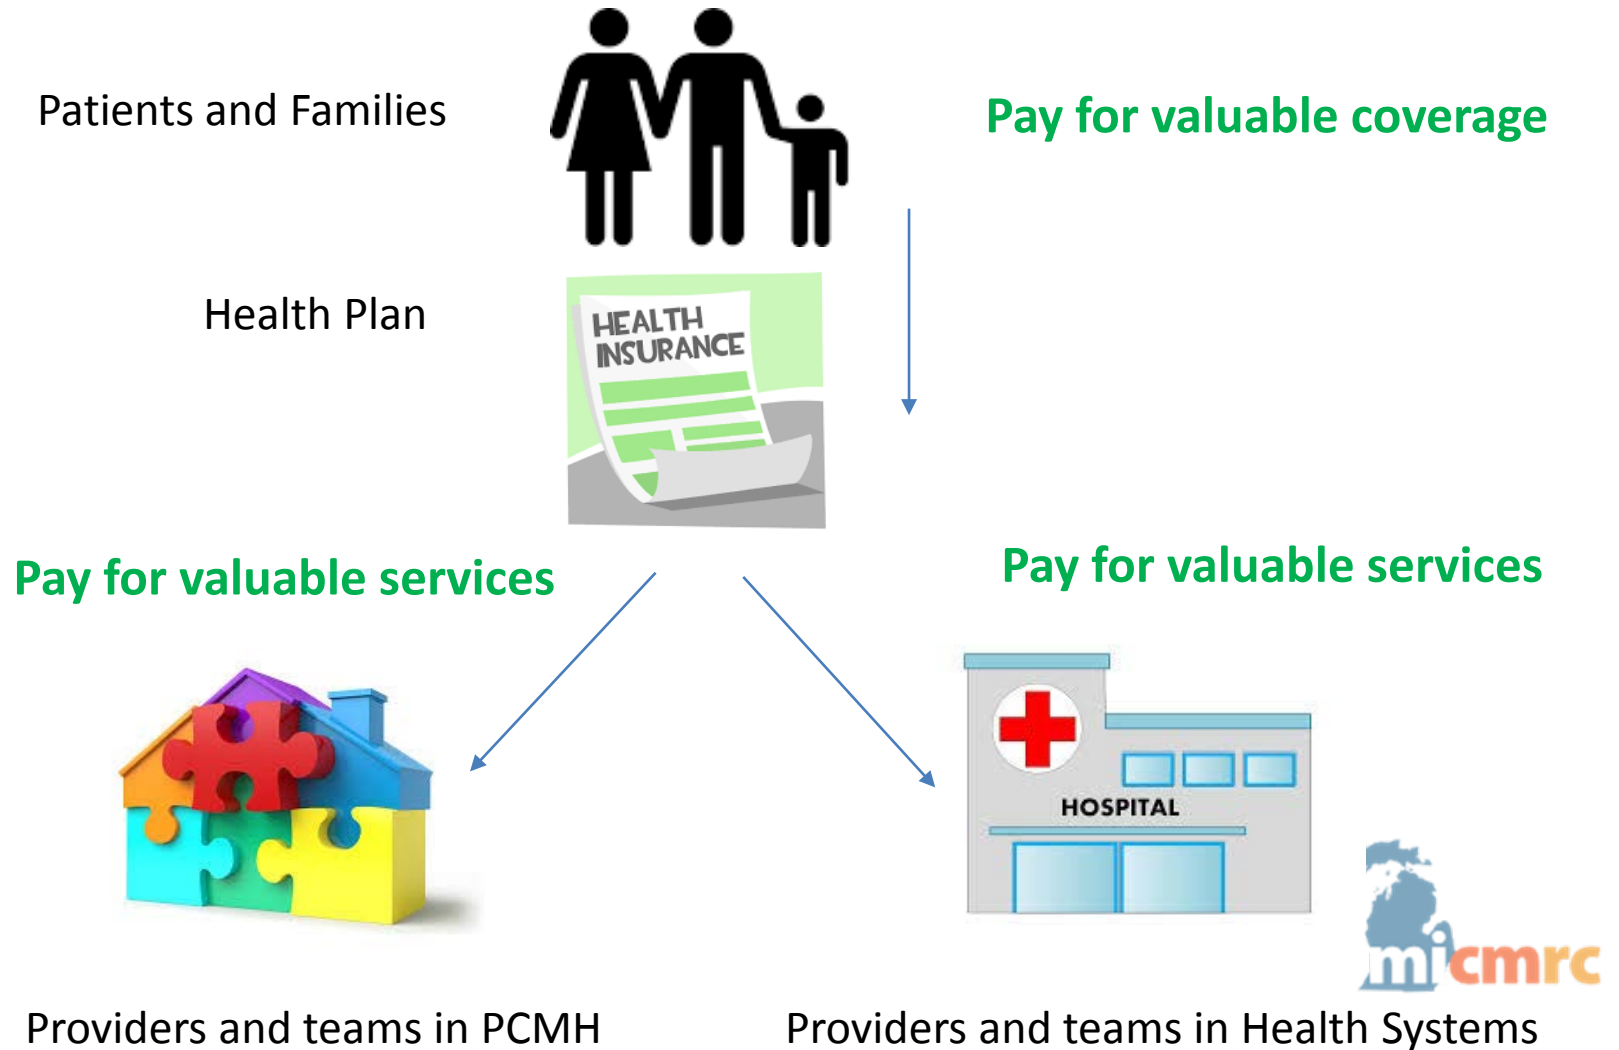 Patients and Families
Pay for valuable coverage
Health Plan
HEALTH
INSURANCE
Pay for valuable services
Pay for valuable services
HOSPITAL
micmrc
Providers and teams in PCMH
Providers and teams in Health Systems